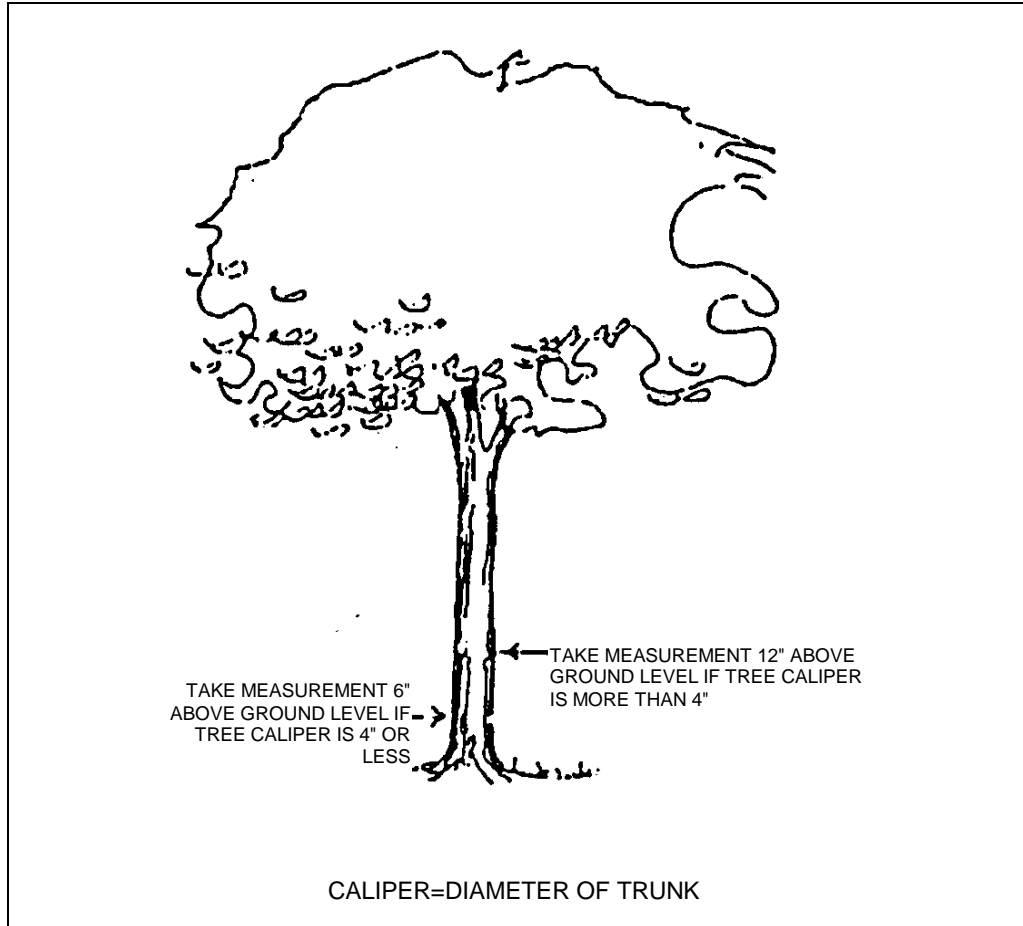 TAKE MEASUREMENT 12" ABOVE
GROUND LEVEL IF TREE CALIPER
IS MORE THAN 4"
TAKE MEASUREMENT 6"
ABOVE GROUND LEVEL IF
TREE CALIPER IS 4" OR
LESS
CALIPER=DIAMETER OF TRUNK